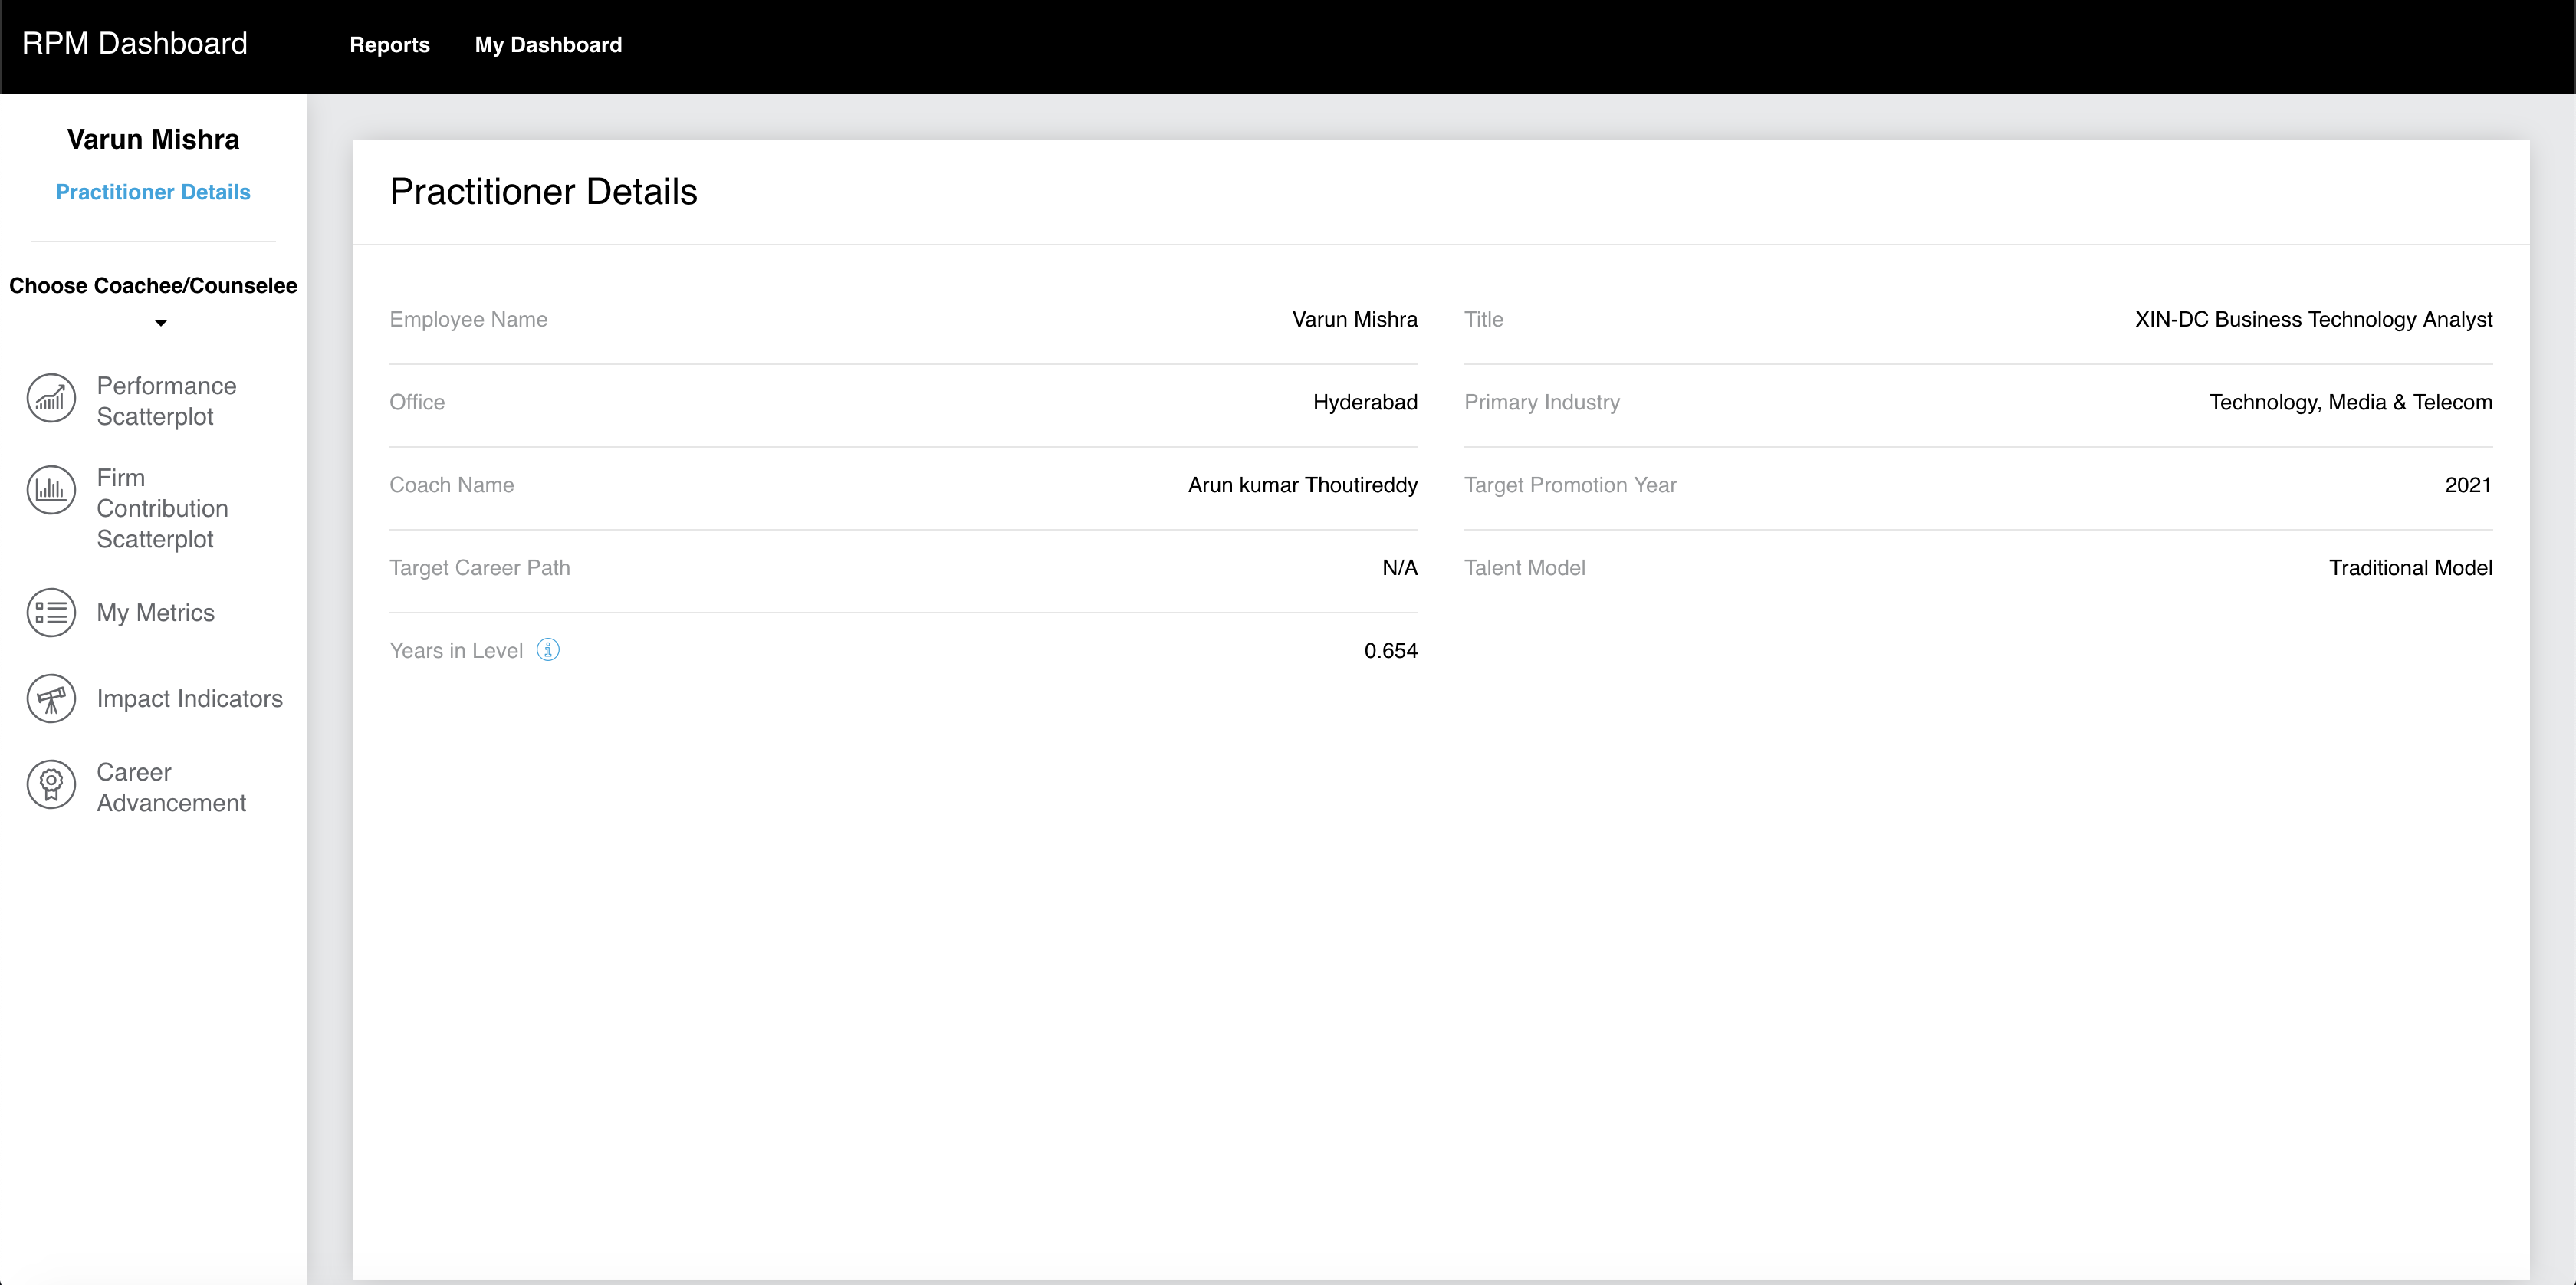 RPM Dashboard
Reports
My Dashboard
Varun Mishra
Practitioner Details
Choose Coachee/Counselee
Performance
Scatterplot
Firm
Contribution
Scatterplot
My Metrics
Impact Indicators
Career
Advancement
Practitioner Details
Employee Name Varun Mishra
Office Hyderabad
Coach Name Arun kumar Thoutireddy
Target Career Path N/A
Years in Level i 0.654
Title XIN-DC Business Technology Analyst
Primary Industry Technology, Media & Telecom
Target Promotion Year 2021
Talent Model Traditional Model